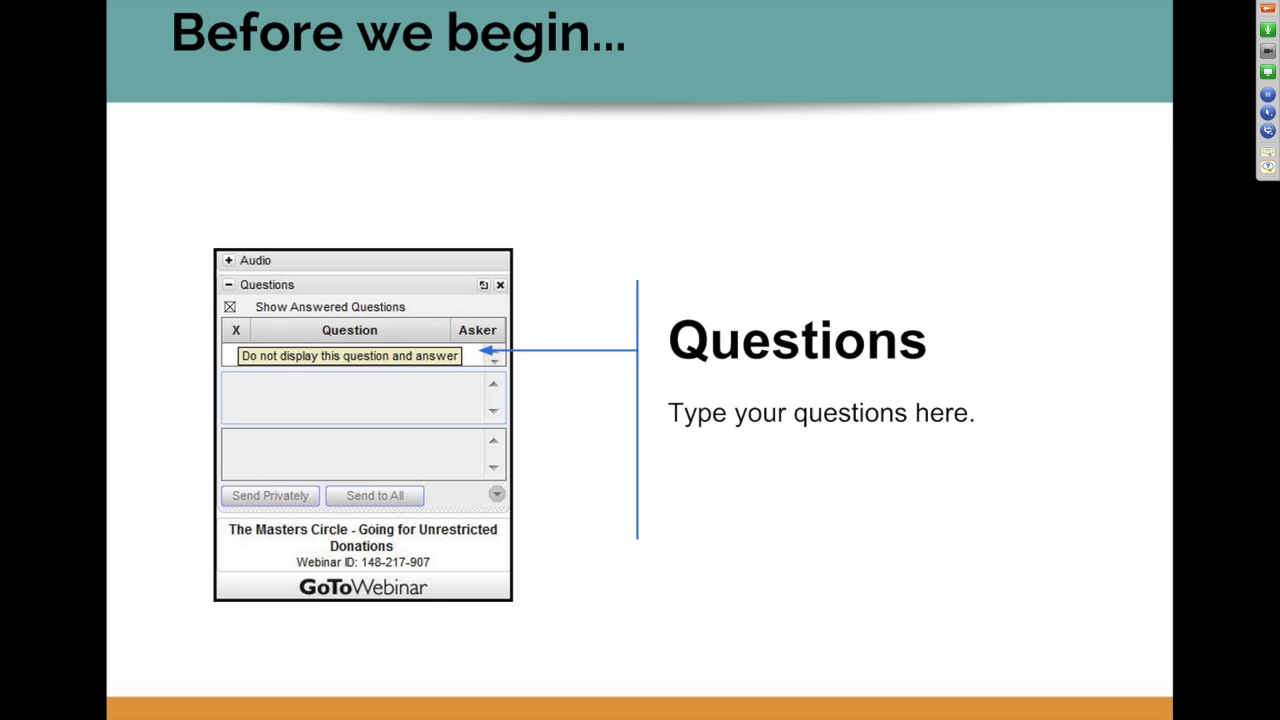 Before we begin...
Audio
Questions
Show Answered Questions
X Question Asker
Do not display this question and answer
Send Privately Send to All
The Masters Circle - Going for Unrestricted
Donations
Webinar ID: 148-217-907
GoToWebinar
Questions
Type your questions here.